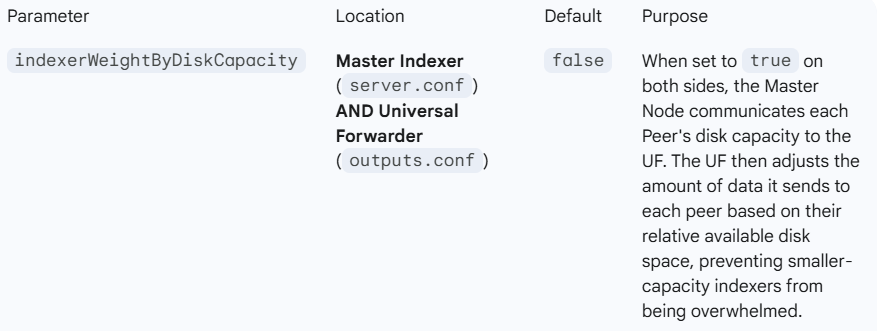 Parameter
Location
Default
Purpose
indexerWeightByDiskCapacity
Master Indexer
( server.conf )
AND Universal
Forwarder
( outputs.conf )
false
When set to true on
both sides, the Master
Node communicates each
Peer's disk capacity to the
UF. The UF then adjusts the
amount of data it sends to
each peer based on their
relative available disk
space, preventing smaller-
capacity indexers from
being overwhelmed.